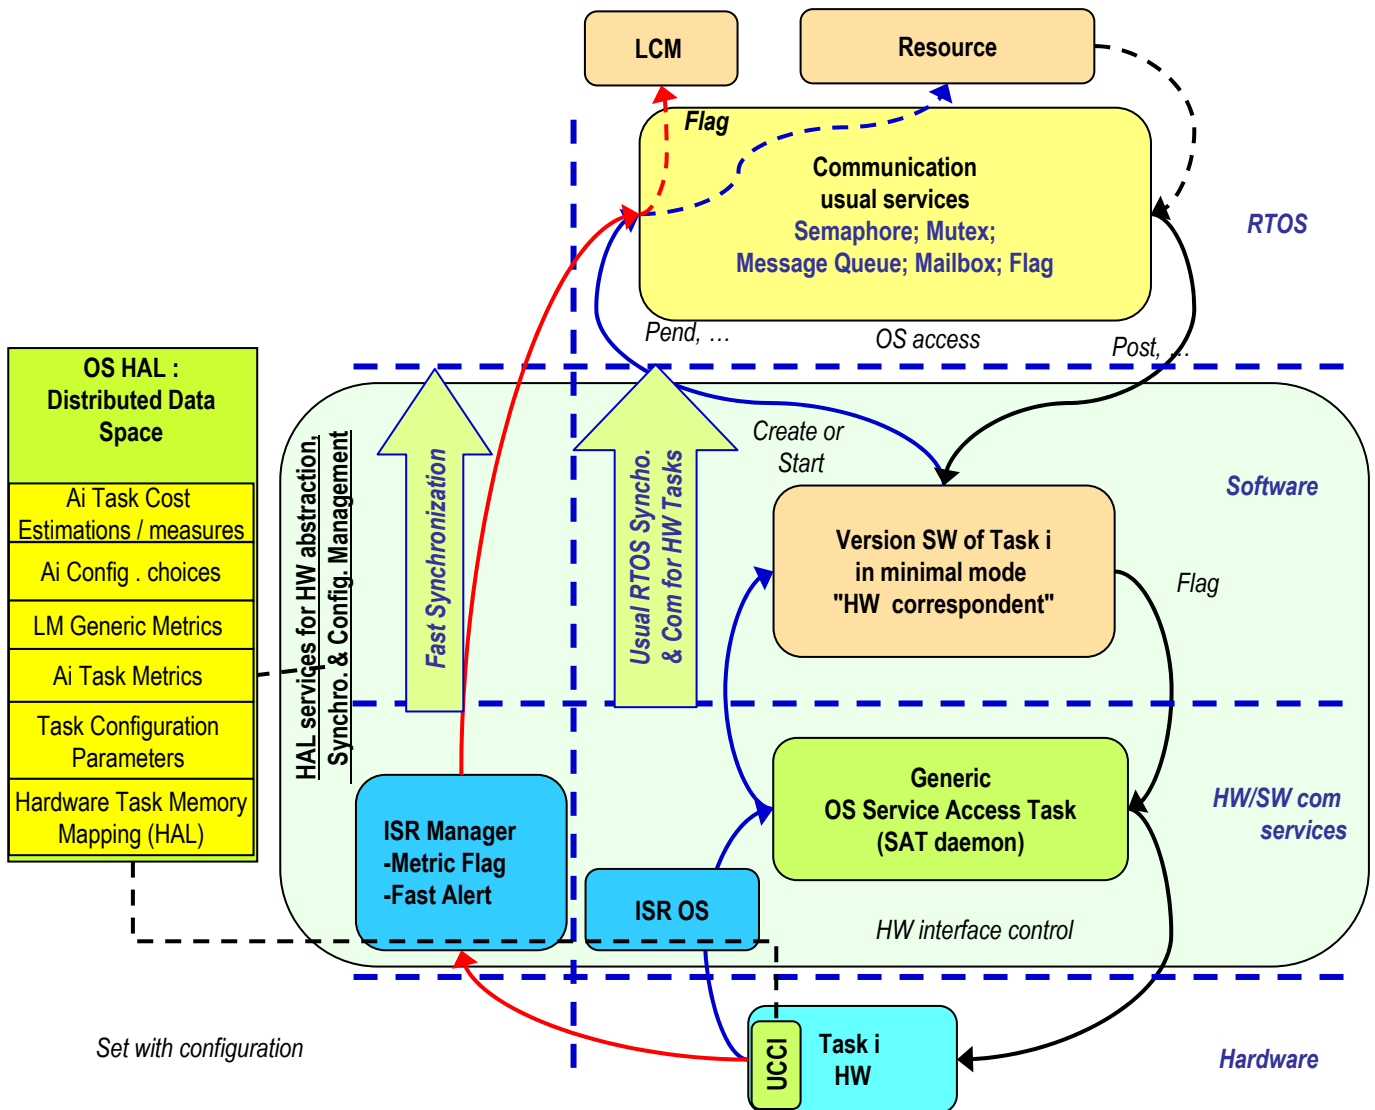 LCM
Resource
Flag
Communication
usual services
Semaphore; Mutex;
Message Queue; Mailbox; Flag
RTOS
Pend, …
OS access
Post, …
OS HAL :
Distributed Data
Space
Ai Task Cost
Estimations / measures
Ai Config . choices
LM Generic Metrics
Ai Task Metrics
Task Configuration
Parameters
Hardware Task Memory
Mapping (HAL)
HAL services for HW abstraction,
Synchro. & Config. Management
Fast Synchronization
Usual RTOS Synchro.
& Com for HW Tasks
Create or
Start
Software
Version SW of Task i
in minimal mode
"HW correspondent"
Flag
Generic
OS Service Access Task
(SAT daemon)
HW/SW com
services
ISR Manager
-Metric Flag
-Fast Alert
ISR OS
HW interface control
Set with configuration
UCCI
Task i
HW
Hardware